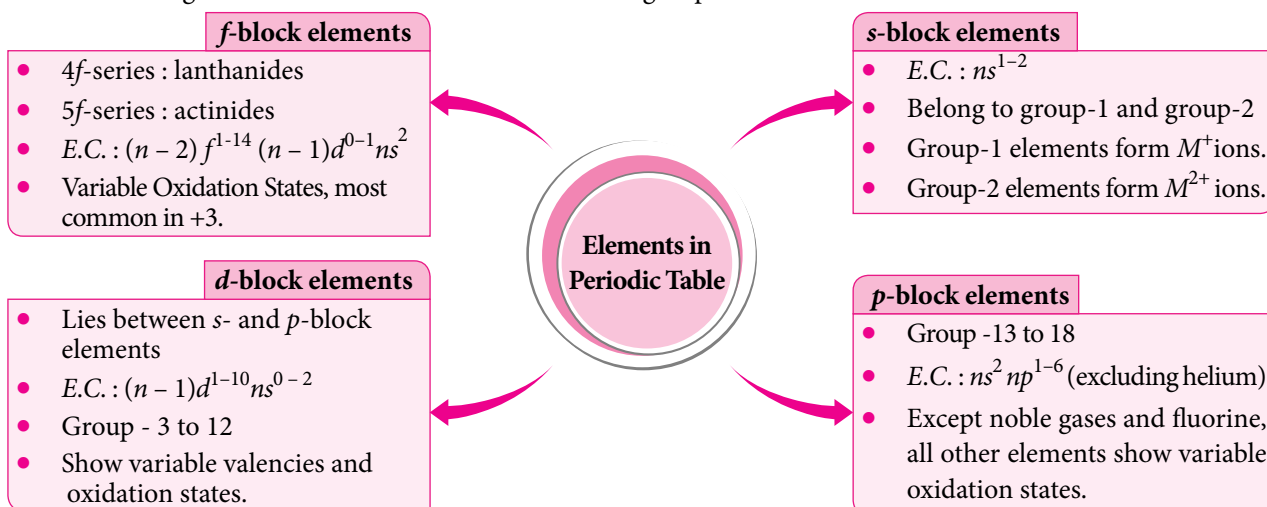 f-block elements
• 4f-series : lanthanides
• 5f-series : actinides
• E.C. : (n – 2) f¹⁻¹⁴ (n – 1)d⁰⁻¹ns²
• Variable Oxidation States, most
common in +3.
s-block elements
• E.C. : ns¹⁻²
• Belong to group-1 and group-2
• Group-1 elements form M⁺ions.
• Group-2 elements form M²⁺ ions.
Elements in
Periodic Table
d-block elements
• Lies between s- and p-block
elements
• E.C. : (n – 1)d¹⁻¹⁰ns⁰ ⁻ ²
• Group - 3 to 12
• Show variable valencies and
oxidation states.
p-block elements
• Group -13 to 18
• E.C. : ns² np¹⁻⁶ (excluding helium)
• Except noble gases and fluorine,
all other elements show variable
oxidation states.